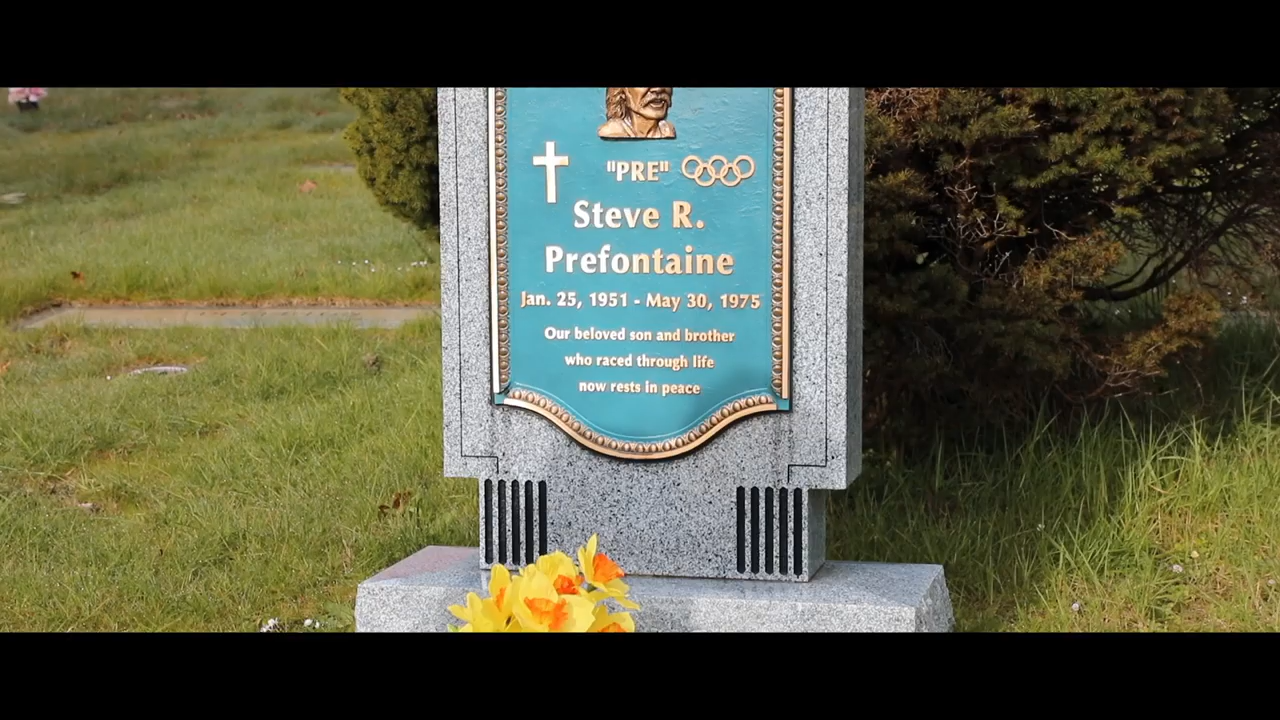 "PRE"
Steve R.
Prefontaine
Jan. 25, 1951 - May 30, 1975
Our beloved son and brother
who raced through life
now rests in peace